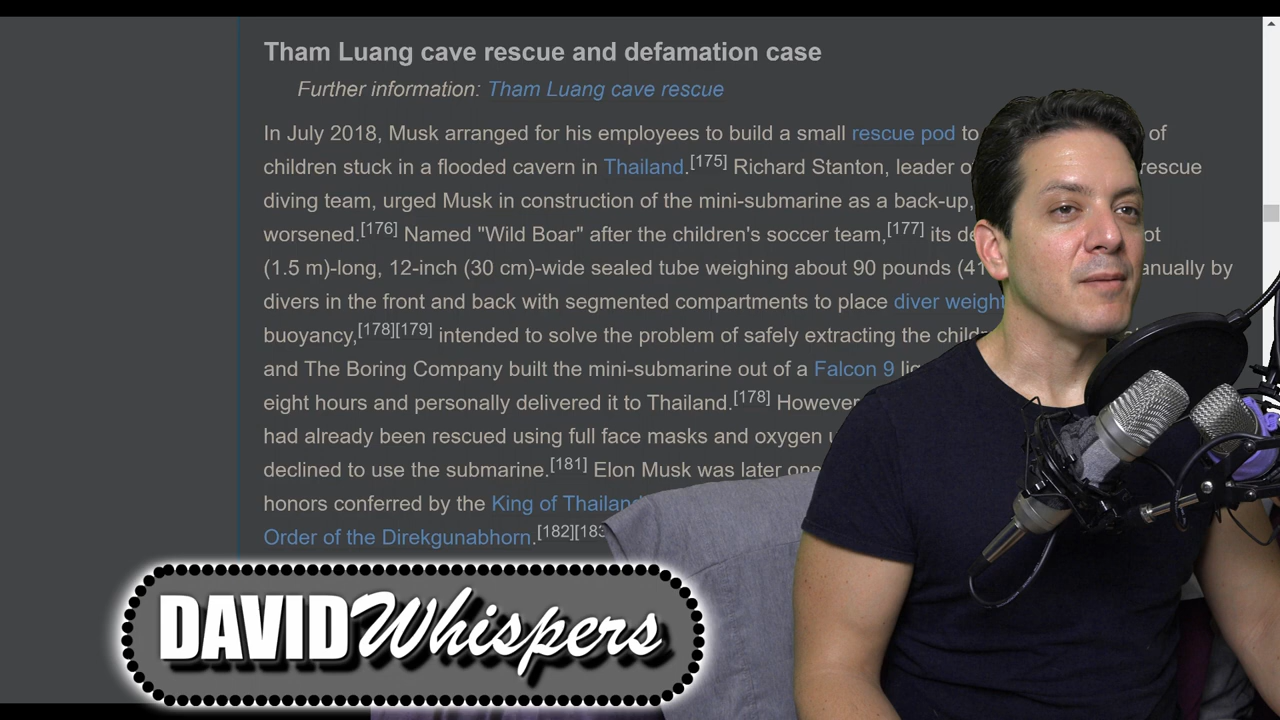 Tham Luang cave rescue and defamation case
Further information: Tham Luang cave rescue
In July 2018, Musk arranged for his employees to build a small rescue pod to of
children stuck in a flooded cavern in Thailand.[175] Richard Stanton, leader rescue
diving team, urged Musk in construction of the mini-submarine as a back-up,
worsened.[176] Named "Wild Boar" after the children's soccer team,[177] its
(1.5 m)-long, 12-inch (30 cm)-wide sealed tube weighing about 90 pounds by
divers in the front and back with segmented compartments to place diver weight
buoyancy,[178][179] intended to solve the problem of safely extracting the
and The Boring Company built the mini-submarine out of a Falcon 9
eight hours and personally delivered it to Thailand.[178] However
had already been rescued using full face masks and oxygen
declined to use the submarine.[181] Elon Musk was later
honors conferred by the King of Thailand
Order of the Direkgunabhorn.[182][183
DAVID Whispers